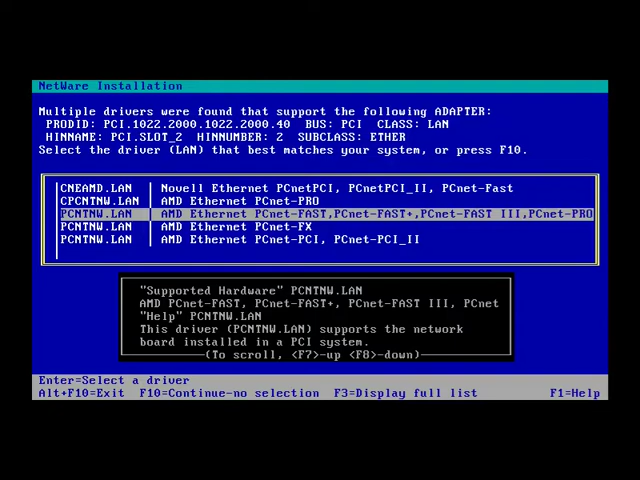 NetWare Installation
Multiple drivers were found that support the following ADAPTER:
PRODID: PCI.1022.2000.1022.2000.40 BUS: PCI CLASS: LAN
HINNAME: PCI.SLOT_2 HINNUMBER: 2 SUBCLASS: ETHER
Select the driver (LAN) that best matches your system, or press F10.
CNEAMD.LAN Novell Ethernet PCnetPCI, PCnetPCI_II, PCnet-Fast
CPCNTNW.LAN AMD Ethernet PCnet-PRO
PCNTNW.LAN AMD Ethernet PCnet-FAST,PCnet-FAST+,PCnet-FAST III,PCnet-PRO
PCNTNW.LAN AMD Ethernet PCnet-FX
PCNTNW.LAN AMD Ethernet PCnet-PCI, PCnet-PCI_II
"Supported Hardware" PCNTNW.LAN
AMD PCnet-FAST, PCnet-FAST+, PCnet-FAST III, PCnet
"Help" PCNTNW.LAN
This driver (PCNTNW.LAN) supports the network
board installed in a PCI system.
(To scroll, <F7>-up <F8>-down)
Enter=Select a driver
Alt+F10=Exit F10=Continue-no selection F3=Display full list F1=Help